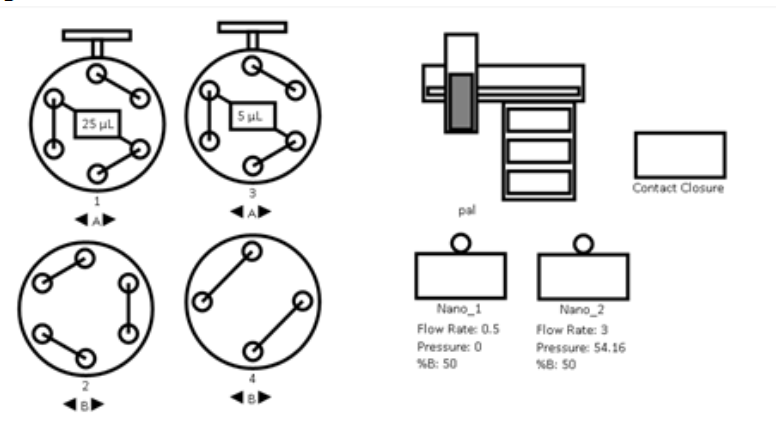 25 µL
5 µL
1
◀A▶
3
◀A▶
2
◀B▶
4
◀B▶
pal
Contact Closure
Nano_1
Flow Rate: 0.5
Pressure: 0
%B: 50
Nano_2
Flow Rate: 3
Pressure: 54.16
%B: 50